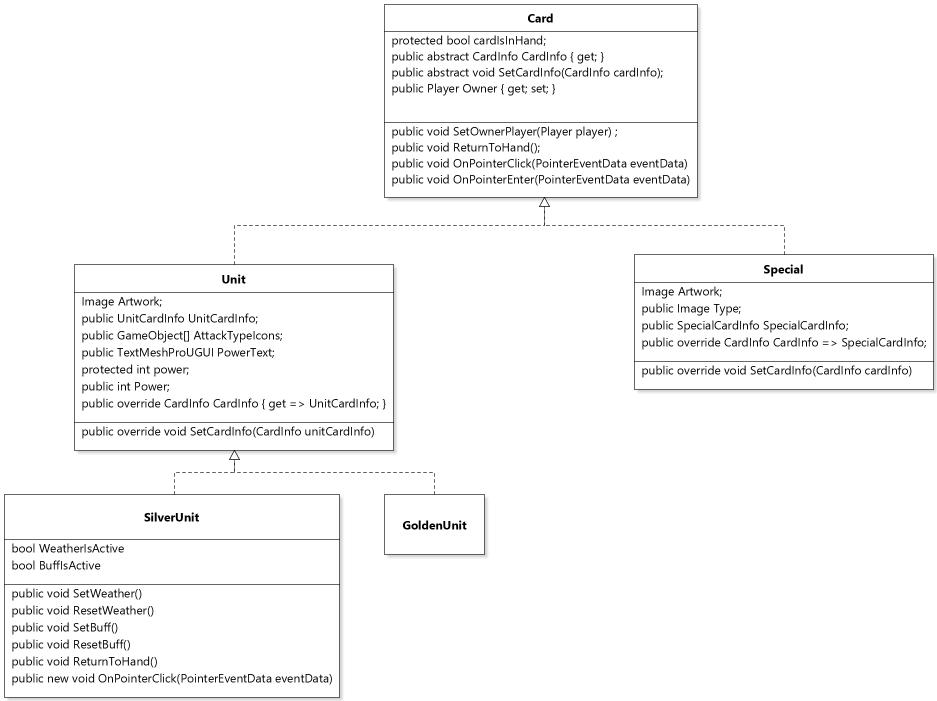 Card
protected bool cardIsInHand;
public abstract CardInfo CardInfo { get; }
public abstract void SetCardInfo(CardInfo cardInfo);
public Player Owner { get; set; }
public void SetOwnerPlayer(Player player) ;
public void ReturnToHand();
public void OnPointerClick(PointerEventData eventData)
public void OnPointerEnter(PointerEventData eventData)
Unit
Image Artwork;
public UnitCardInfo UnitCardInfo;
public GameObject[] AttackTypeIcons;
public TextMeshProUGUI PowerText;
protected int power;
public int Power;
public override CardInfo CardInfo { get => UnitCardInfo; }
public override void SetCardInfo(CardInfo unitCardInfo)
Special
Image Artwork;
public Image Type;
public SpecialCardInfo SpecialCardInfo;
public override CardInfo CardInfo => SpecialCardInfo;
public override void SetCardInfo(CardInfo cardInfo)
SilverUnit
bool WeatherIsActive
bool BuffIsActive
public void SetWeather()
public void ResetWeather()
public void SetBuff()
public void ResetBuff()
public void ReturnToHand()
public new void OnPointerClick(PointerEventData eventData)
GoldenUnit